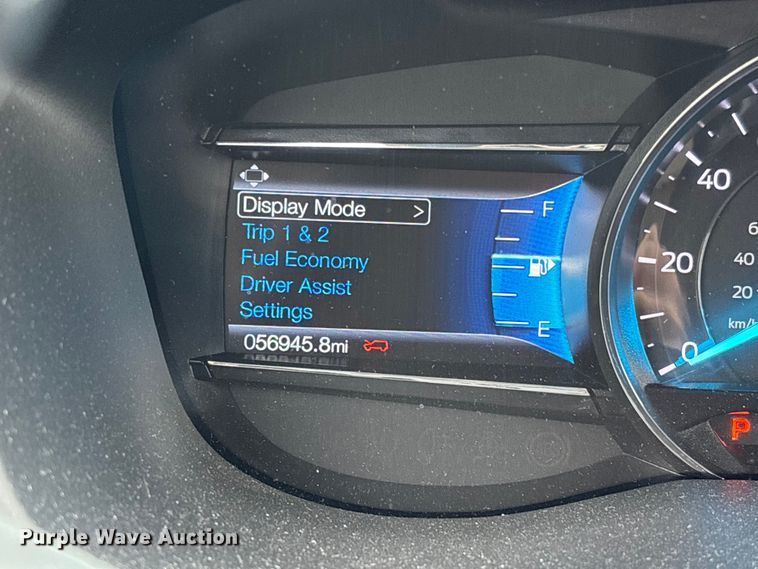 Display Mode >
Trip 1 & 2
Fuel Economy
Driver Assist
Settings
056945.8mi
F
E
40
20
0
6
40
20
km/h
P
Purple Wave Auction